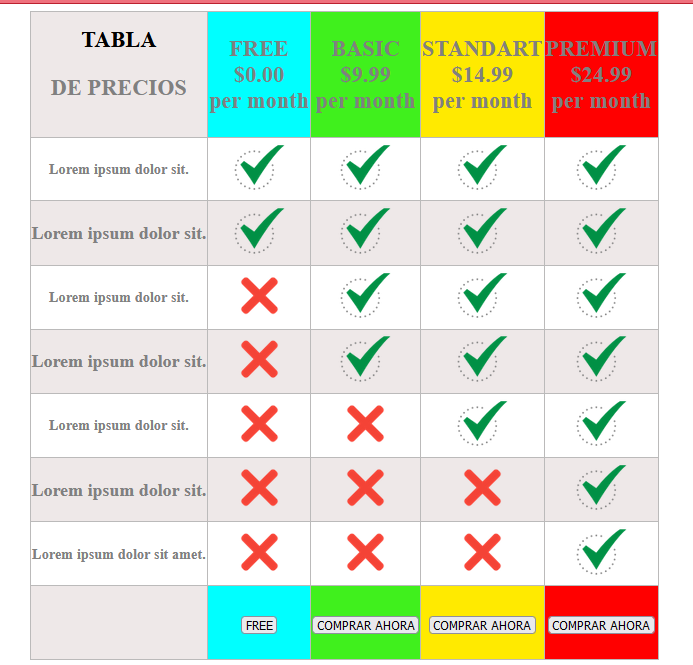 TABLA
DE PRECIOS
FREE
$0.00
per month
BASIC
$9.99
per month
STANDART
$14.99
per month
PREMIUM
$24.99
per month
Lorem ipsum dolor sit.
Lorem ipsum dolor sit.
Lorem ipsum dolor sit.
Lorem ipsum dolor sit.
Lorem ipsum dolor sit.
Lorem ipsum dolor sit.
Lorem ipsum dolor sit amet.
FREE
COMPRAR AHORA
COMPRAR AHORA
COMPRAR AHORA